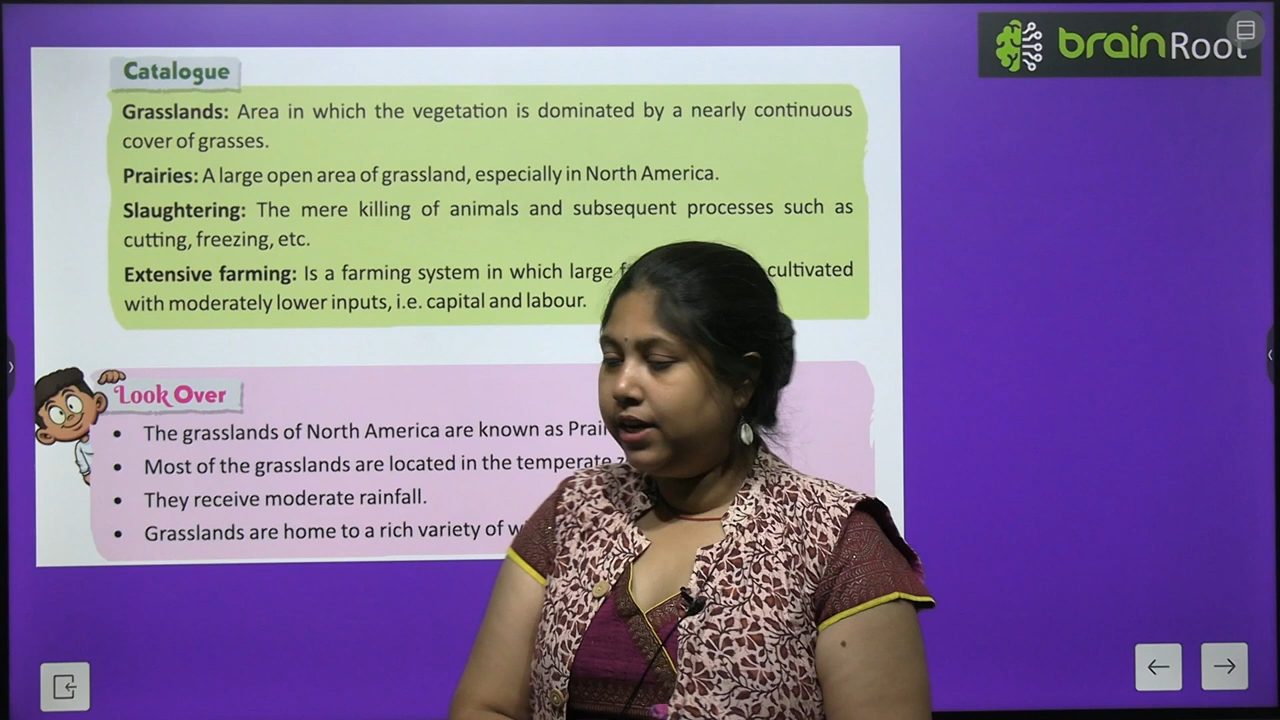 brainRoot
Catalogue
Grasslands: Area in which the vegetation is dominated by a nearly continuous
cover of grasses.
Prairies: A large open area of grassland, especially in North America.
Slaughtering: The mere killing of animals and subsequent processes such as
cutting, freezing, etc.
Extensive farming: Is a farming system in which large cultivated
with moderately lower inputs, i.e. capital and labour.
Look Over
• The grasslands of North America are known as
• Most of the grasslands are located in the temperate
• They receive moderate rainfall.
• Grasslands are home to a rich variety of